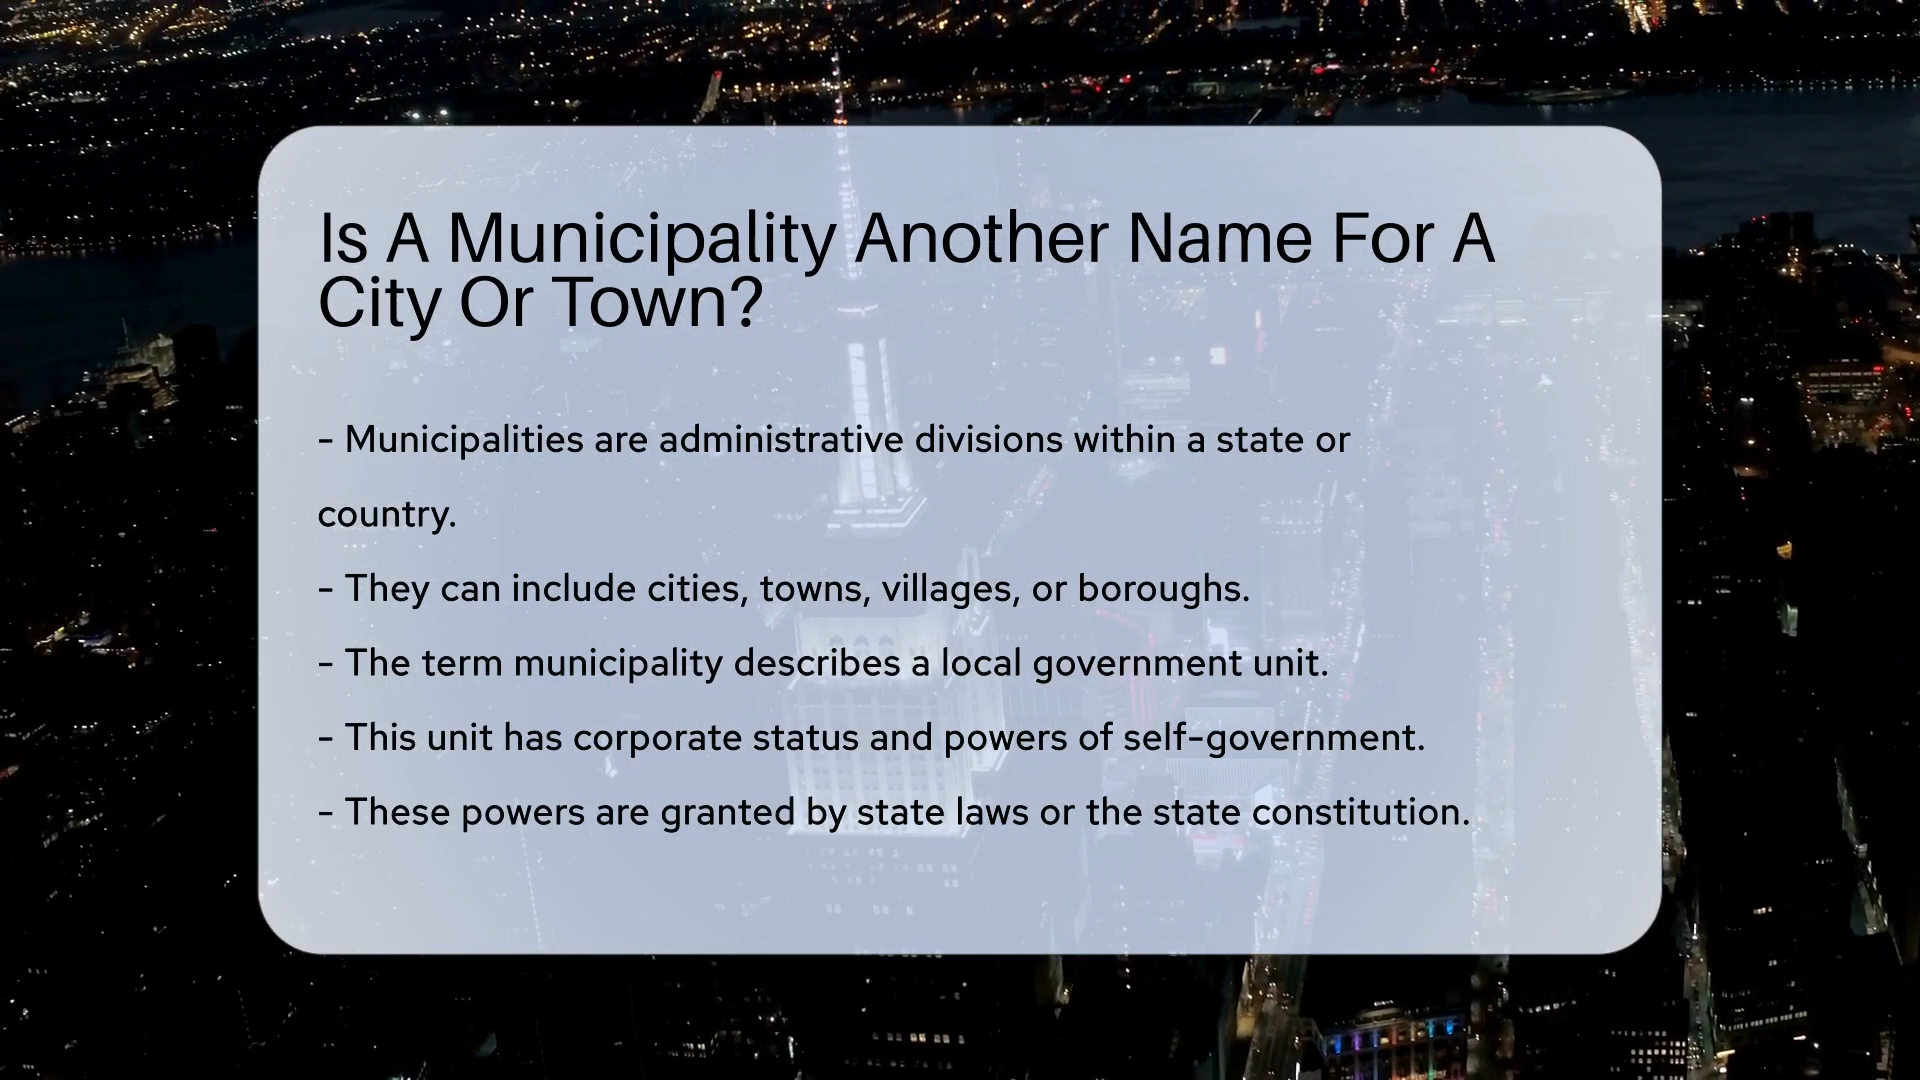 Is A Municipality Another Name For A
City Or Town?
- Municipalities are administrative divisions within a state or
country.
- They can include cities, towns, villages, or boroughs.
- The term municipality describes a local government unit.
- This unit has corporate status and powers of self-government.
- These powers are granted by state laws or the state constitution.